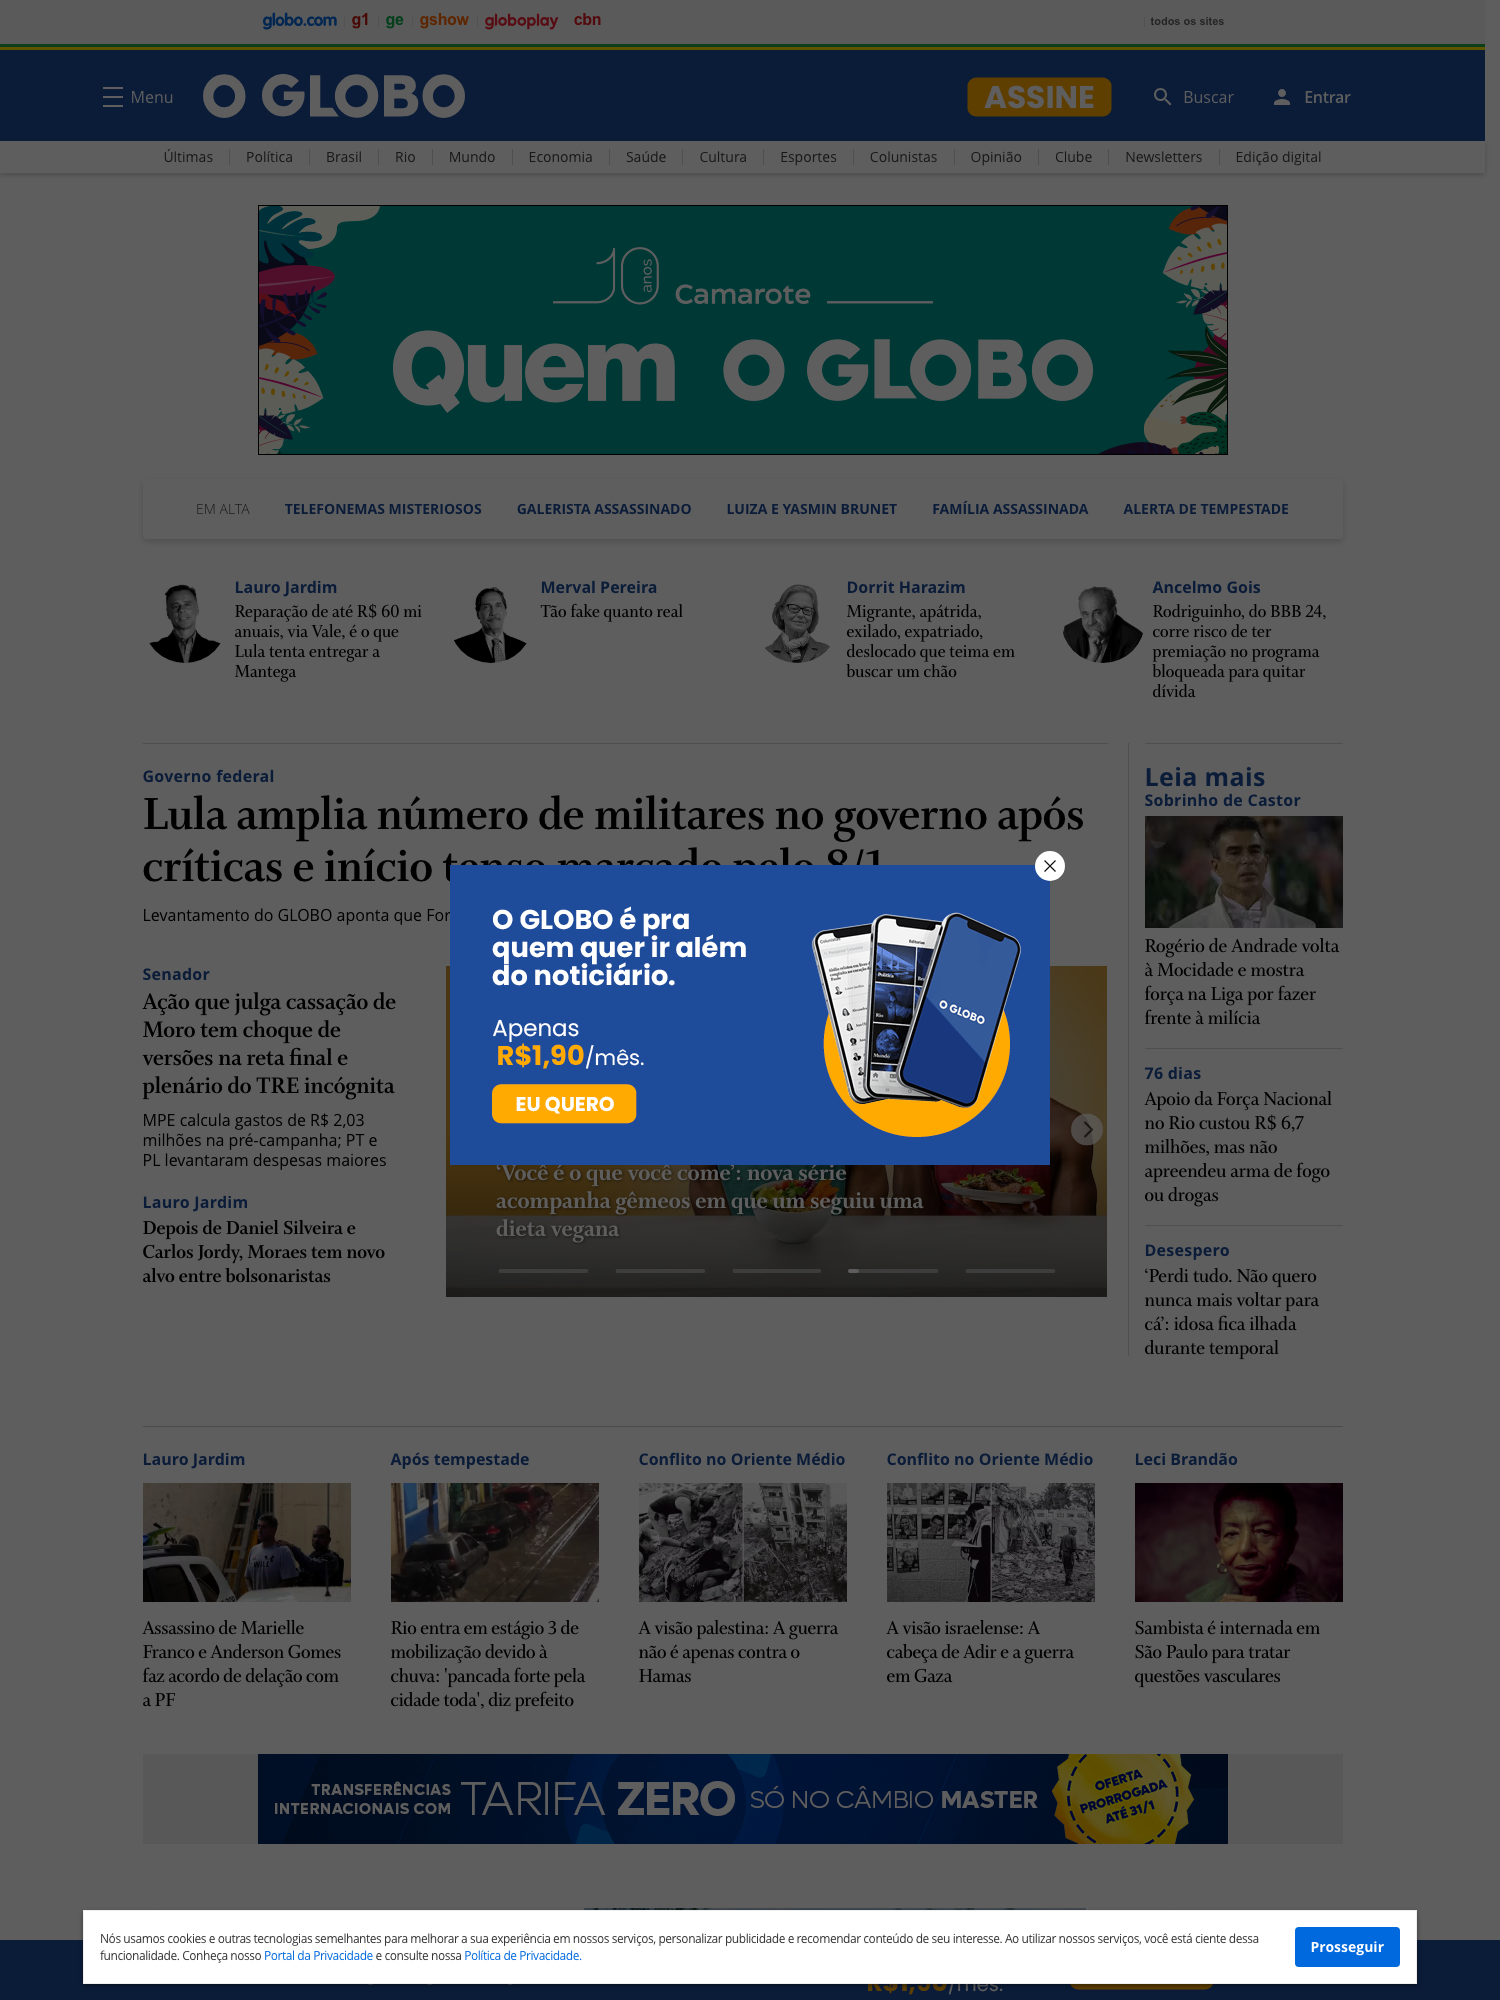 globo.com g1 ge gshow globoplay cbn todos os sites
Menu O GLOBO ASSINE Buscar Entrar
Últimas Política Brasil Rio Mundo Economia Saúde Cultura Esportes Colunistas Opinião Clube Newsletters Edição digital
10 anos Camarote
Quem O GLOBO
EM ALTA TELEFONEMAS MISTERIOSOS GALERISTA ASSASSINADO LUIZA E YASMIN BRUNET FAMÍLIA ASSASSINADA ALERTA DE TEMPESTADE
Lauro Jardim
Reparação de até R$ 60 mi
anuais, via Vale, é o que
Lula tenta entregar a
Mantega
Merval Pereira
Tão fake quanto real
Dorrit Harazim
Migrante, apátrida,
exilado, expatriado,
deslocado que teima em
buscar um chão
Ancelmo Gois
Rodriguinho, do BBB 24,
corre risco de ter
premiação no programa
bloqueada para quitar
dívida
Governo federal
Lula amplia número de militares no governo após
críticas e início tenso marcado pelo 8/1
Levantamento do GLOBO aponta que For
Senador
Ação que julga cassação de
Moro tem choque de
versões na reta final e
plenário do TRE incógnita
MPE calcula gastos de R$ 2,03
milhões na pré-campanha; PT e
PL levantaram despesas maiores
Lauro Jardim
Depois de Daniel Silveira e
Carlos Jordy, Moraes tem novo
alvo entre bolsonaristas
O GLOBO é pra
quem quer ir além
do noticiário.
Apenas
R$1,90/mês.
EU QUERO
Editorias
Política
Rio
Mundo
O GLOBO
'Você é o que você come': nova série
acompanha gêmeos em que um seguiu uma
dieta vegana
Leia mais
Sobrinho de Castor
Rogério de Andrade volta
à Mocidade e mostra
força na Liga por fazer
frente à milícia
76 dias
Apoio da Força Nacional
no Rio custou R$ 6,7
milhões, mas não
apreendeu arma de fogo
ou drogas
Desespero
‘Perdi tudo. Não quero
nunca mais voltar para
cá’: idosa fica ilhada
durante temporal
Lauro Jardim
Assassino de Marielle
Franco e Anderson Gomes
faz acordo de delação com
a PF
Após tempestade
Rio entra em estágio 3 de
mobilização devido à
chuva: 'pancada forte pela
cidade toda', diz prefeito
Conflito no Oriente Médio
A visão palestina: A guerra
não é apenas contra o
Hamas
Conflito no Oriente Médio
A visão israelense: A
cabeça de Adir e a guerra
em Gaza
Leci Brandão
Sambista é internada em
São Paulo para tratar
questões vasculares
TRANSFERÊNCIAS
INTERNACIONAIS COM TARIFA ZERO SÓ NO CÂMBIO MASTER
OFERTA
PRORROGADA
ATÉ 31/1
Nós usamos cookies e outras tecnologias semelhantes para melhorar a sua experiência em nossos serviços, personalizar publicidade e recomendar conteúdo de seu interesse. Ao utilizar nossos serviços, você está ciente dessa
funcionalidade. Conheça nosso Portal da Privacidade e consulte nossa Política de Privacidade.
Prosseguir
R$1,90/mês.